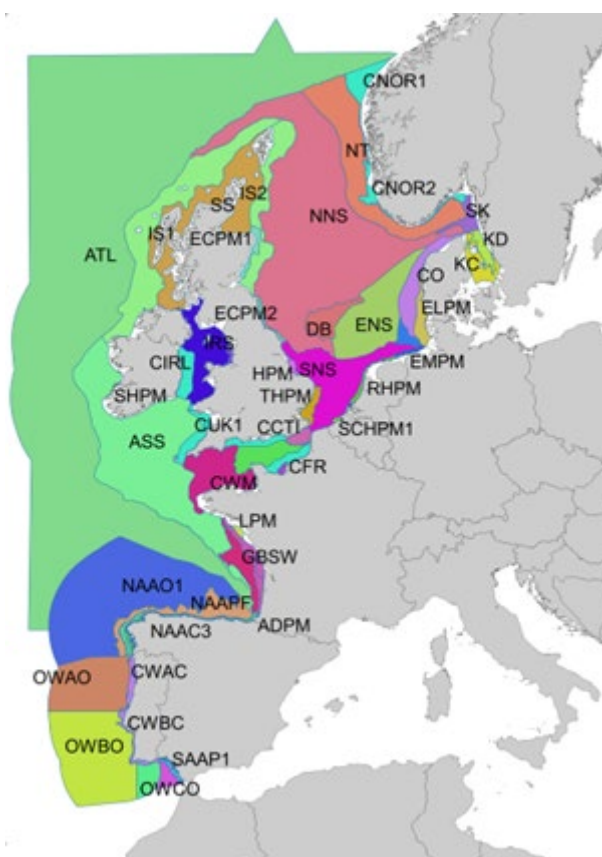 CNOR1
NT
CNOR2
IS2
SS
NNS
SK
IS1
ECPM1
KD
ATL
KC
CO
ECPM2
ELPM
DB
ENS
IRS
CIRL
HPM
SNS
EMPM
SHPM
THPM
RHPM
CUK1
CCTI
SCHPM1
ASS
CFR
CWM
LPM
GBSW
NAAO1
NAAPF
NAAC3
ADPM
OWAO
CWAC
CWBC
OWBO
SAAP1
OWCO